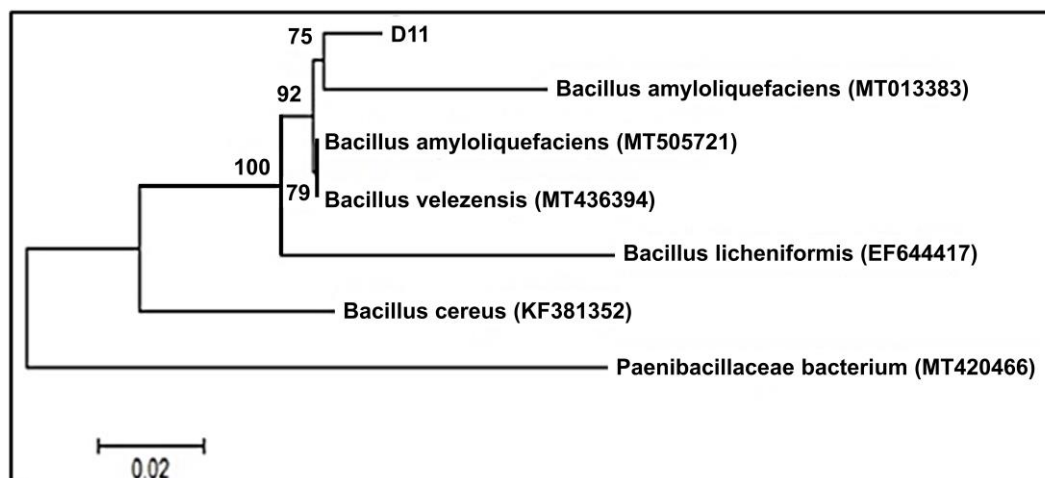 75
D11
Bacillus amyloliquefaciens (MT013383)
92
Bacillus amyloliquefaciens (MT505721)
100
79
Bacillus velezensis (MT436394)
Bacillus licheniformis (EF644417)
Bacillus cereus (KF381352)
Paenibacillaceae bacterium (MT420466)
0.02